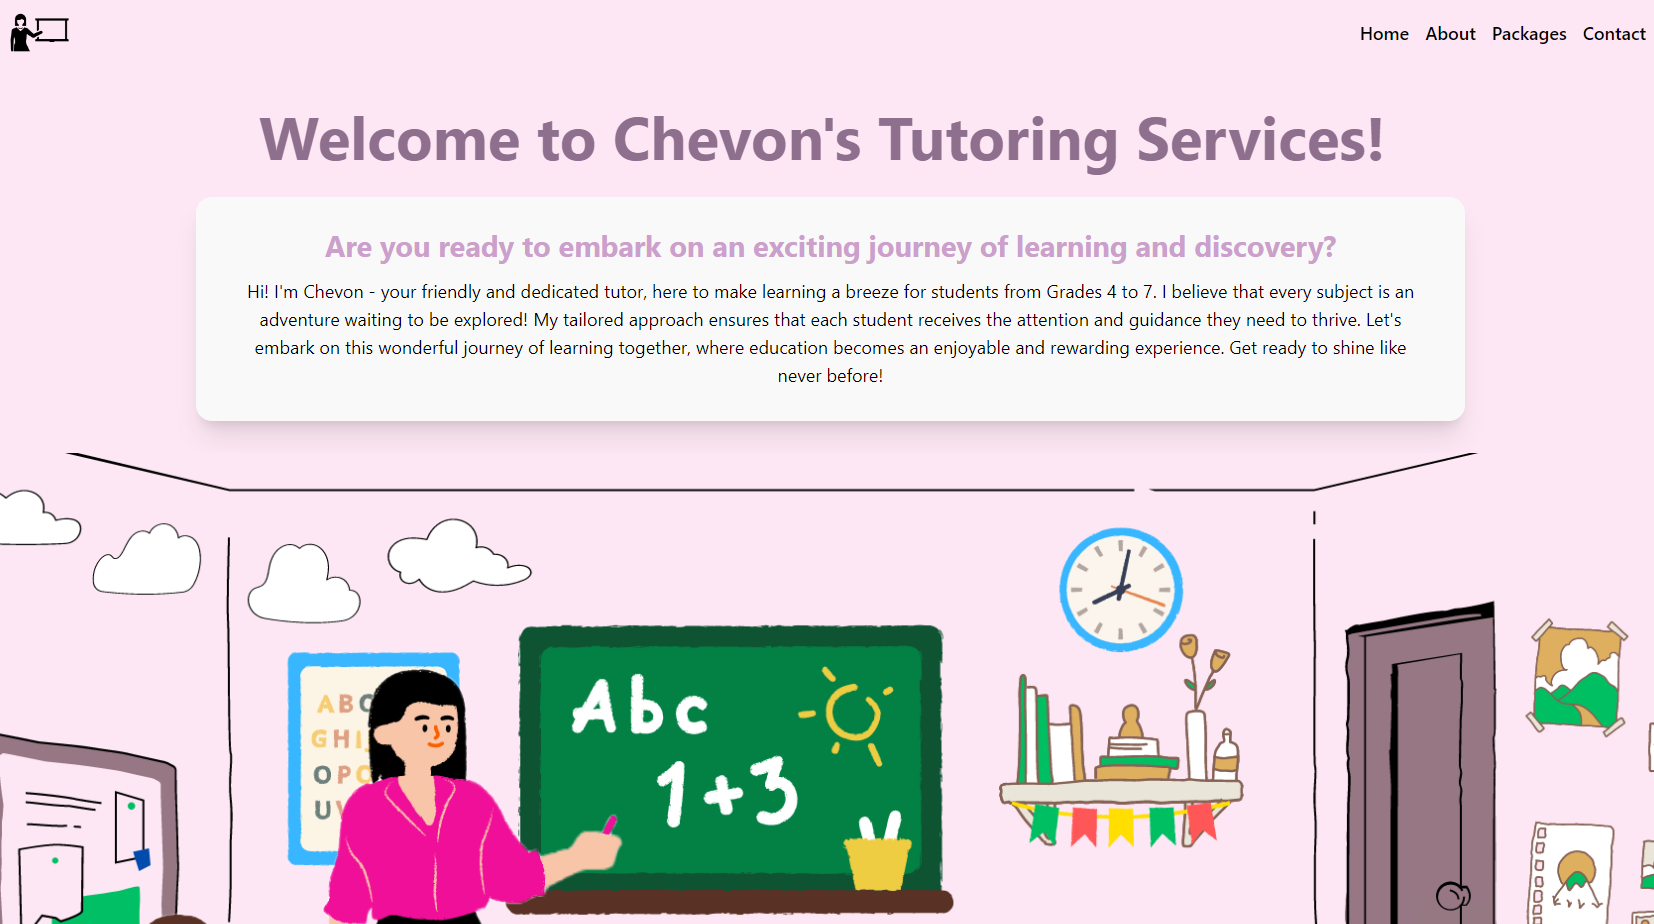 Home About Packages Contact
Welcome to Chevon's Tutoring Services!
Are you ready to embark on an exciting journey of learning and discovery?
Hi! I'm Chevon - your friendly and dedicated tutor, here to make learning a breeze for students from Grades 4 to 7. I believe that every subject is an
adventure waiting to be explored! My tailored approach ensures that each student receives the attention and guidance they need to thrive. Let's
embark on this wonderful journey of learning together, where education becomes an enjoyable and rewarding experience. Get ready to shine like
never before!
Abc
1+3
ABC
GHI
OPQ
UV